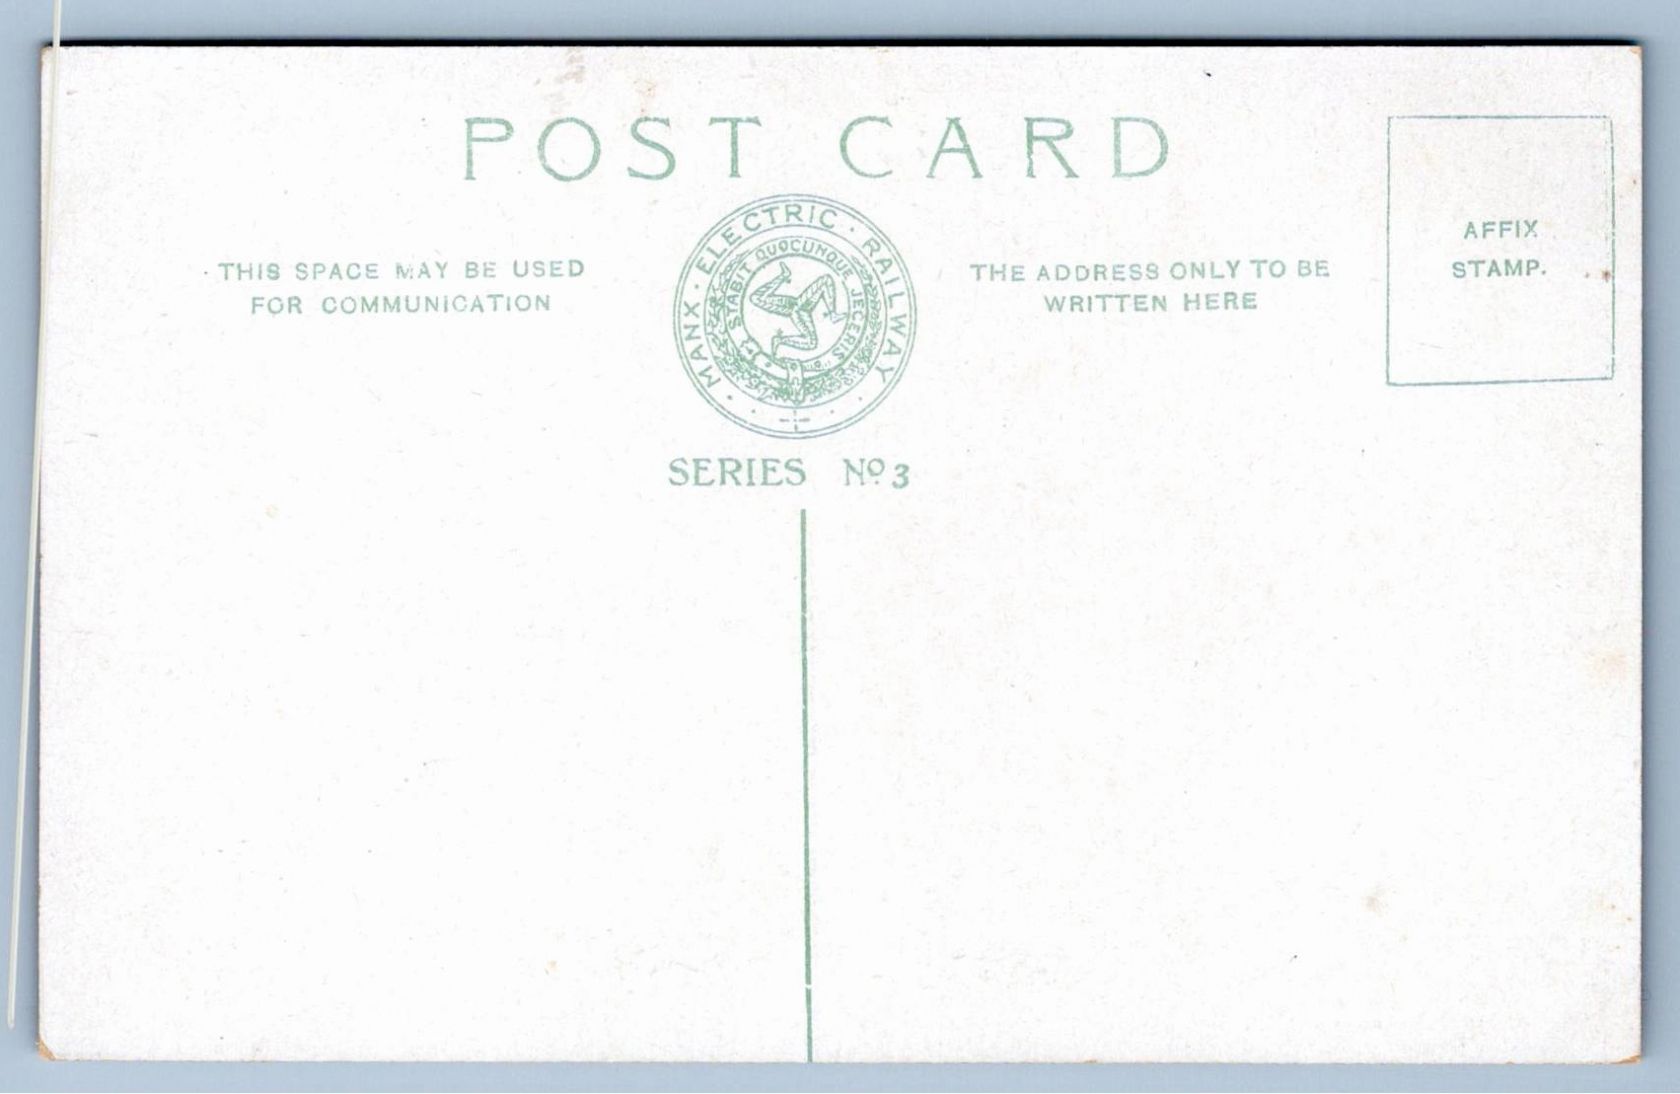 POST CARD
MANX · ELECTRIC · RAILWAY
STABIT QUOCUNQUE JECERIS
THIS SPACE MAY BE USED
FOR COMMUNICATION
THE ADDRESS ONLY TO BE
WRITTEN HERE
AFFIX
STAMP.
SERIES Nº 3